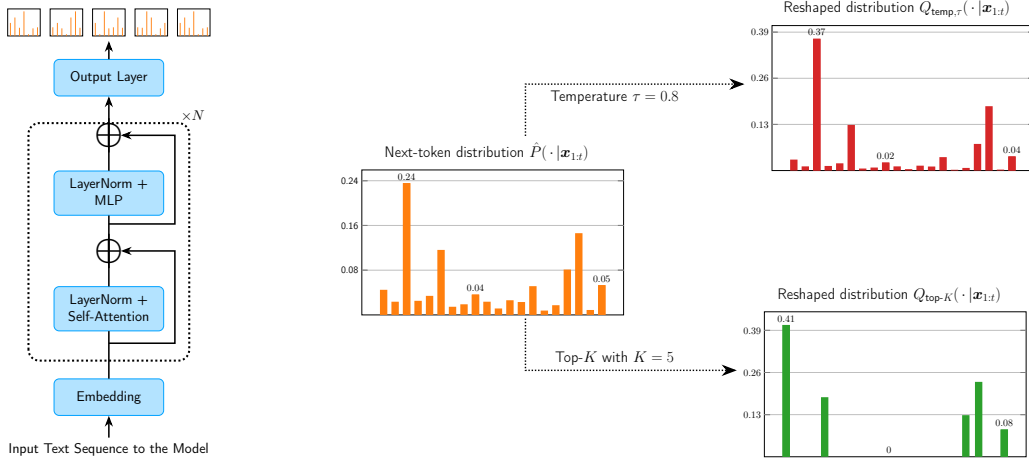 Output Layer
×N
LayerNorm +
MLP
LayerNorm +
Self-Attention
Embedding
Input Text Sequence to the Model
Next-token distribution P̂( · |x₁:ₜ)
0.24
0.16
0.08
0.24
0.04
0.05
Temperature τ = 0.8
Top-K with K = 5
Reshaped distribution Q_temp,τ( · |x₁:ₜ)
0.39
0.26
0.13
0.37
0.02
0.04
Reshaped distribution Q_top-K( · |x₁:ₜ)
0.39
0.26
0.13
0.41
0
0.08